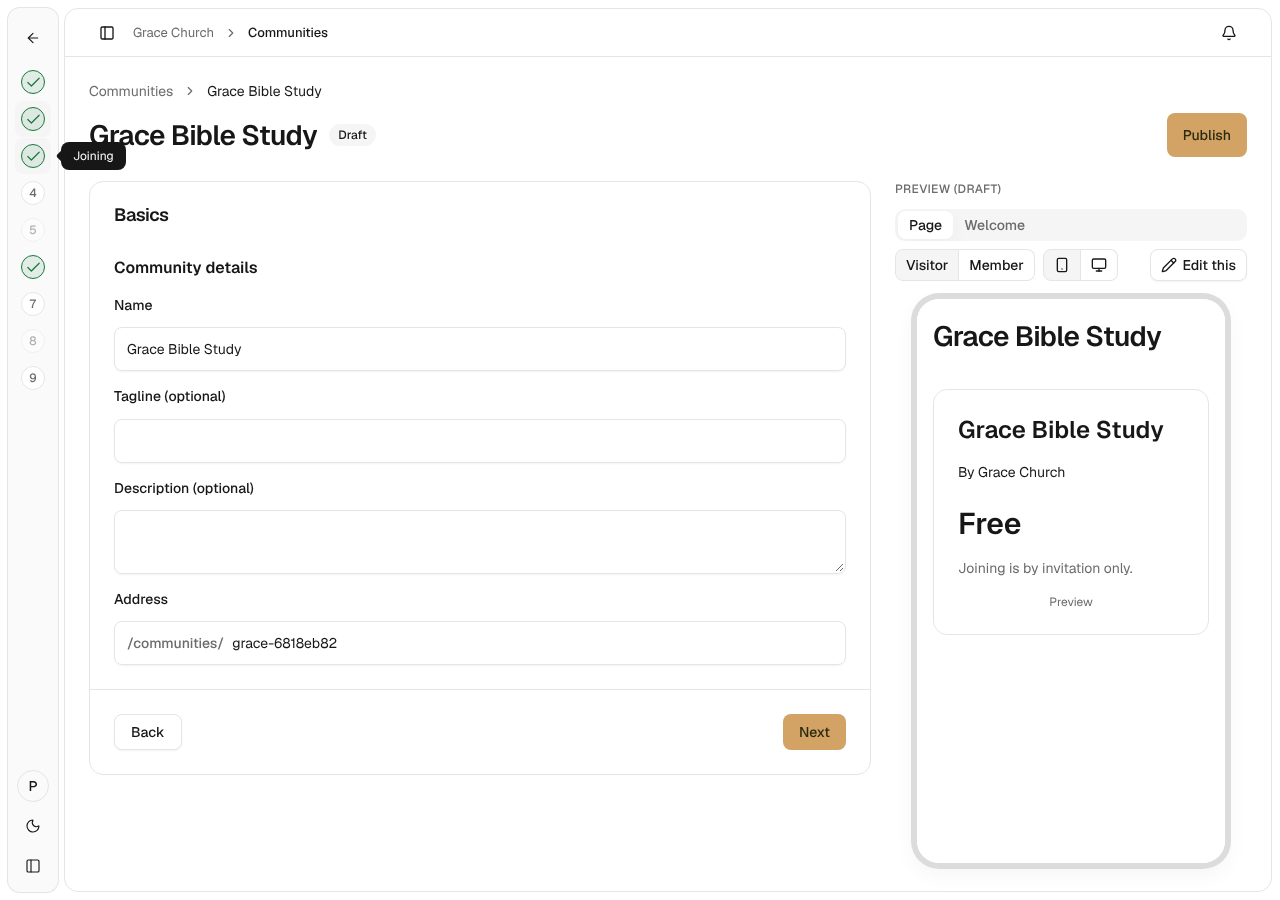 Grace Church > Communities
Communities > Grace Bible Study
Grace Bible Study Draft
Publish
Joining
4
5
7
8
9
P
Basics
Community details
Name
Grace Bible Study
Tagline (optional)
Description (optional)
Address
/communities/ grace-6818eb82
Back
Next
PREVIEW (DRAFT)
Page Welcome
Visitor Member Edit this
Grace Bible Study
Grace Bible Study
By Grace Church
Free
Joining is by invitation only.
Preview